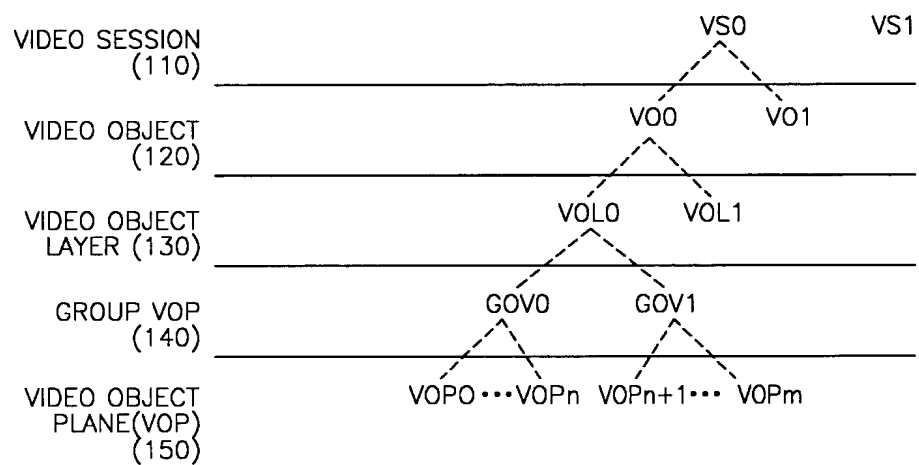 VIDEO SESSION
(110)
VS0
VS1
VIDEO OBJECT
(120)
VO0
VO1
VIDEO OBJECT
LAYER (130)
VOL0
VOL1
GROUP VOP
(140)
GOV0
GOV1
VIDEO OBJECT
PLANE(VOP)
(150)
VOP0 ••• VOPn
VOPn+1 ••• VOPm